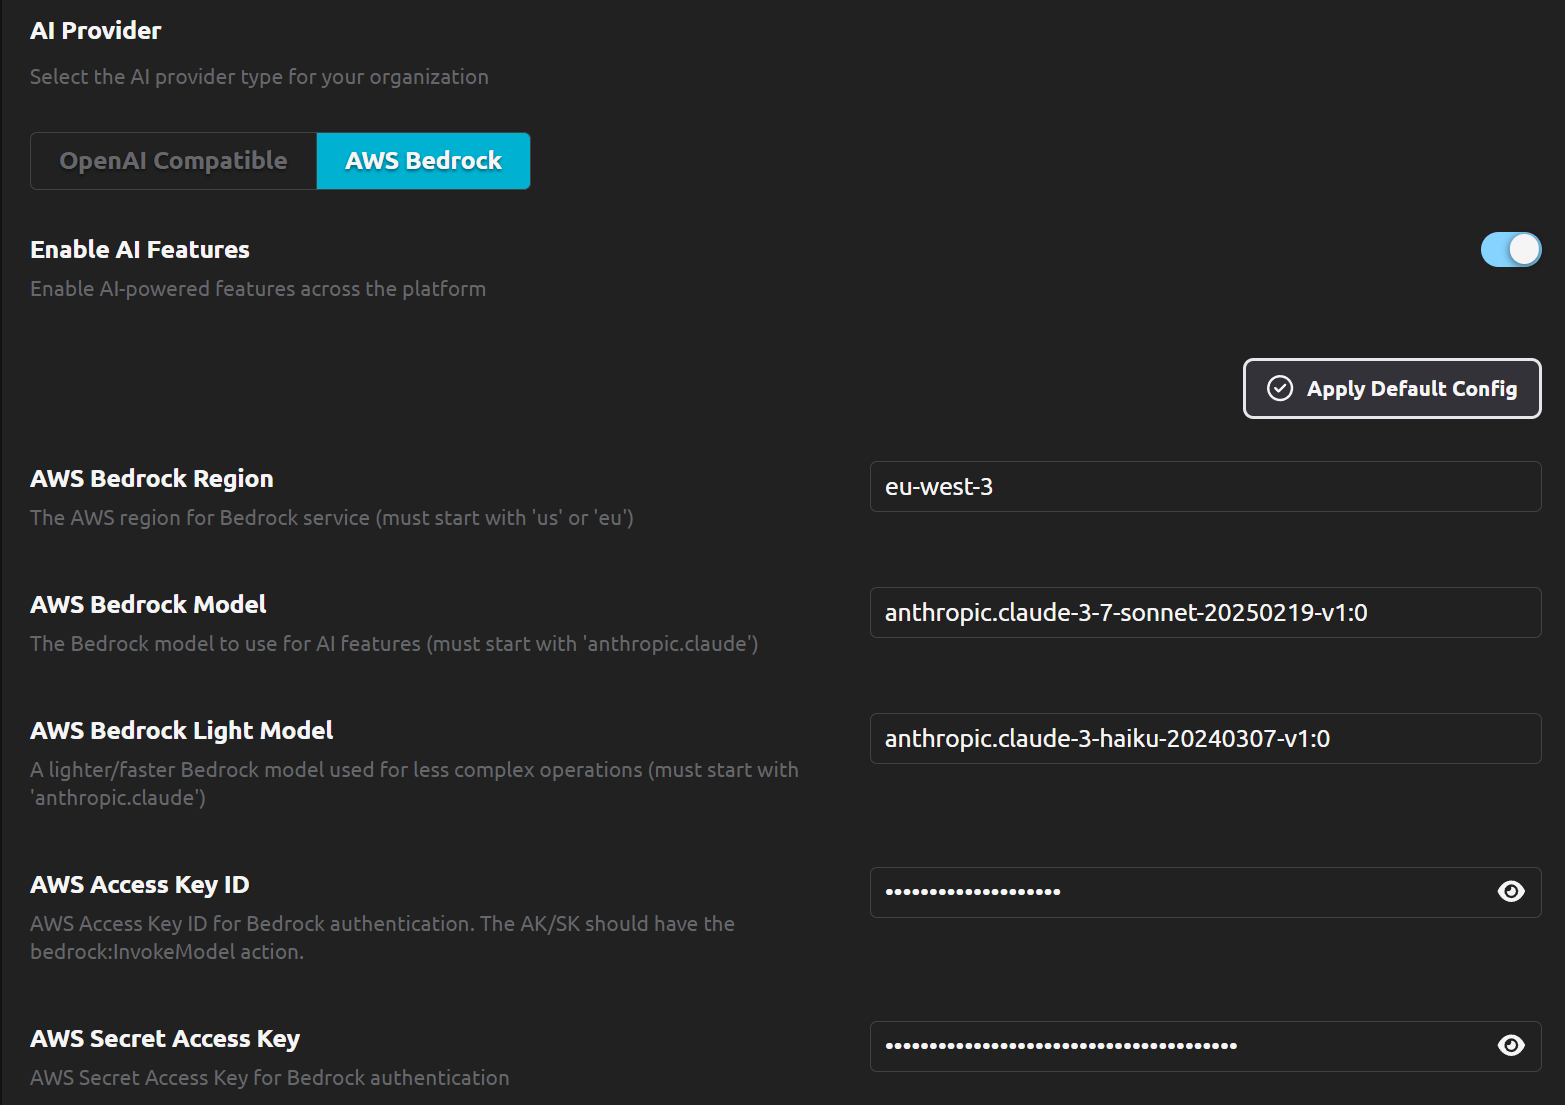 AI Provider
Select the AI provider type for your organization
OpenAI Compatible
AWS Bedrock
Enable AI Features
Enable AI-powered features across the platform
Apply Default Config
AWS Bedrock Region
The AWS region for Bedrock service (must start with 'us' or 'eu')
eu-west-3
AWS Bedrock Model
The Bedrock model to use for AI features (must start with 'anthropic.claude')
anthropic.claude-3-7-sonnet-20250219-v1:0
AWS Bedrock Light Model
A lighter/faster Bedrock model used for less complex operations (must start with
'anthropic.claude')
anthropic.claude-3-haiku-20240307-v1:0
AWS Access Key ID
AWS Access Key ID for Bedrock authentication. The AK/SK should have the
bedrock:InvokeModel action.
••••••••••••••••••••
AWS Secret Access Key
AWS Secret Access Key for Bedrock authentication
••••••••••••••••••••••••••••••••••••••••